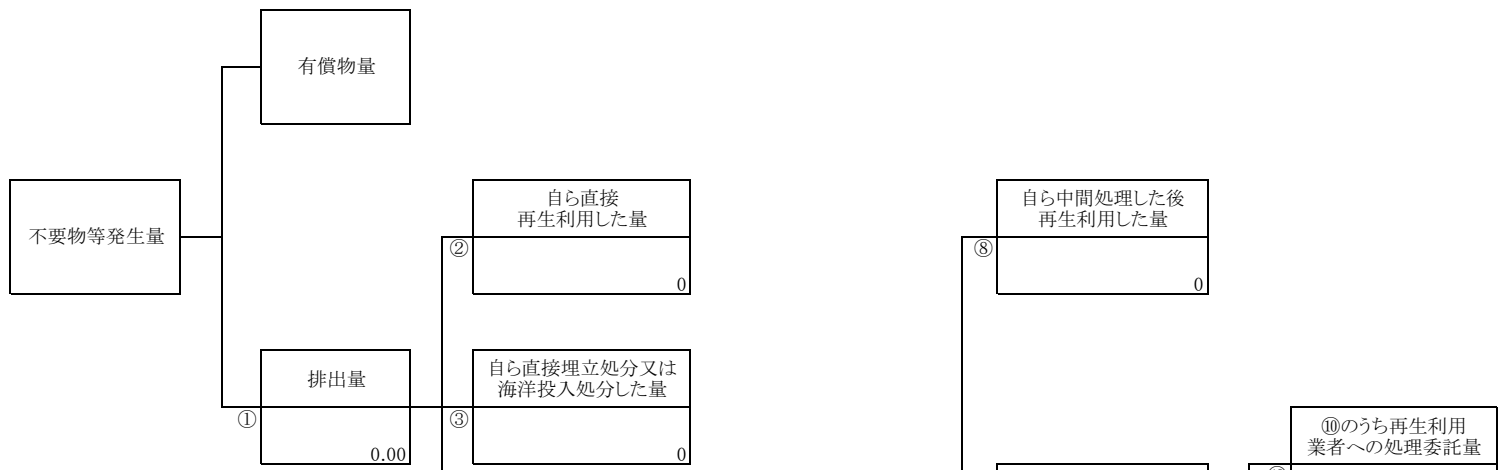 有償物量
不要物等発生量
自ら直接
再生利用した量
②
0
自ら中間処理した後
再生利用した量
⑧
0
排出量
①
0.00
自ら直接埋立処分又は
海洋投入処分した量
③
0
⑩のうち再生利用
業者への処理委託量